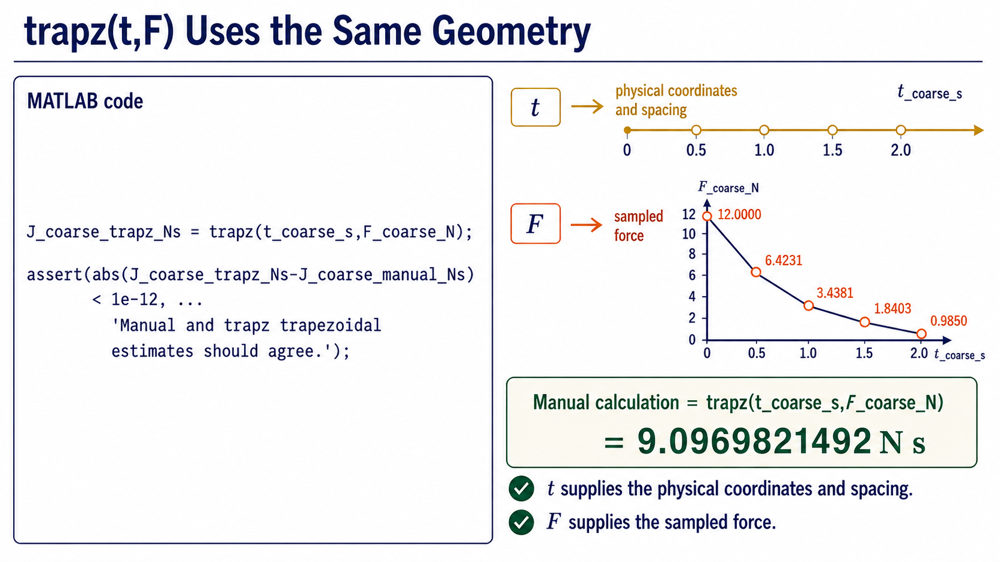 trapz(t,F) Uses the Same Geometry
MATLAB code
J_coarse_trapz_Ns = trapz(t_coarse_s,F_coarse_N);
assert(abs(J_coarse_trapz_Ns-J_coarse_manual_Ns)
< 1e-12, ...
'Manual and trapz trapezoidal
estimates should agree.');
t
physical coordinates
and spacing
t_coarse_s
0 0.5 1.0 1.5 2.0
F
sampled
force
F_coarse_N
12
10
8
6
4
2
0
12.0000
6.4231
3.4381
1.8403
0.9850
0 0.5 1.0 1.5 2.0 t_coarse_s
Manual calculation = trapz(t_coarse_s,F_coarse_N)
= 9.0969821492 N s
t supplies the physical coordinates and spacing.
F supplies the sampled force.